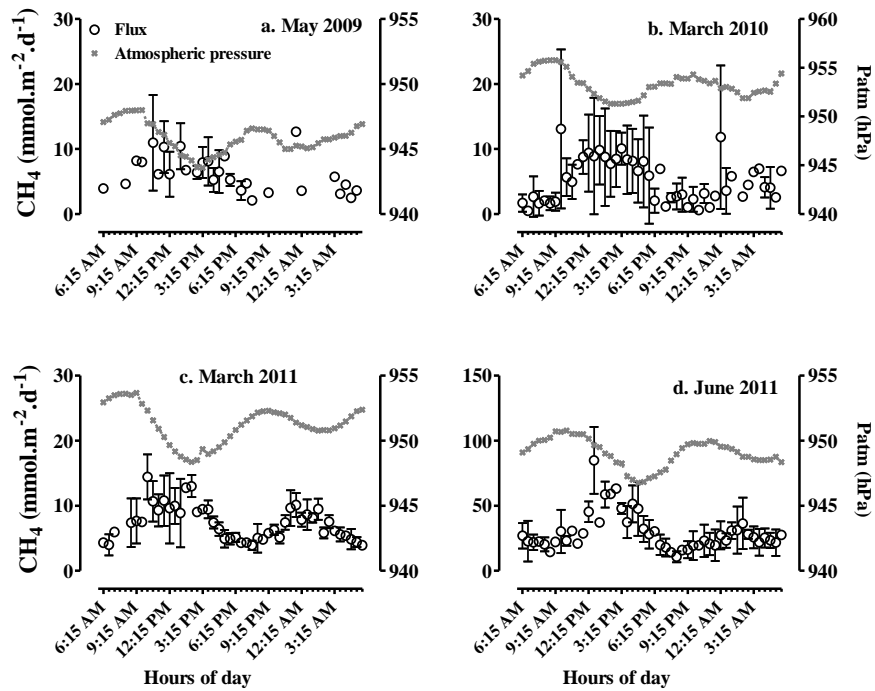 a. May 2009
Flux
Atmospheric pressure
CH4 (mmol.m-2.d-1)
30
20
10
0
955
950
945
940
6:15 AM
9:15 AM
12:15 PM
3:15 PM
6:15 PM
9:15 PM
12:15 AM
3:15 AM
b. March 2010
30
20
10
0
960
955
950
945
940
Patm (hPa)
6:15 AM
9:15 AM
12:15 PM
3:15 PM
6:15 PM
9:15 PM
12:15 AM
3:15 AM
c. March 2011
CH4 (mmol.m-2.d-1)
30
20
10
0
955
950
945
940
6:15 AM
9:15 AM
12:15 PM
3:15 PM
6:15 PM
9:15 PM
12:15 AM
3:15 AM
Hours of day
d. June 2011
150
100
50
0
955
950
945
940
Patm (hPa)
6:15 AM
9:15 AM
12:15 PM
3:15 PM
6:15 PM
9:15 PM
12:15 AM
3:15 AM
Hours of day